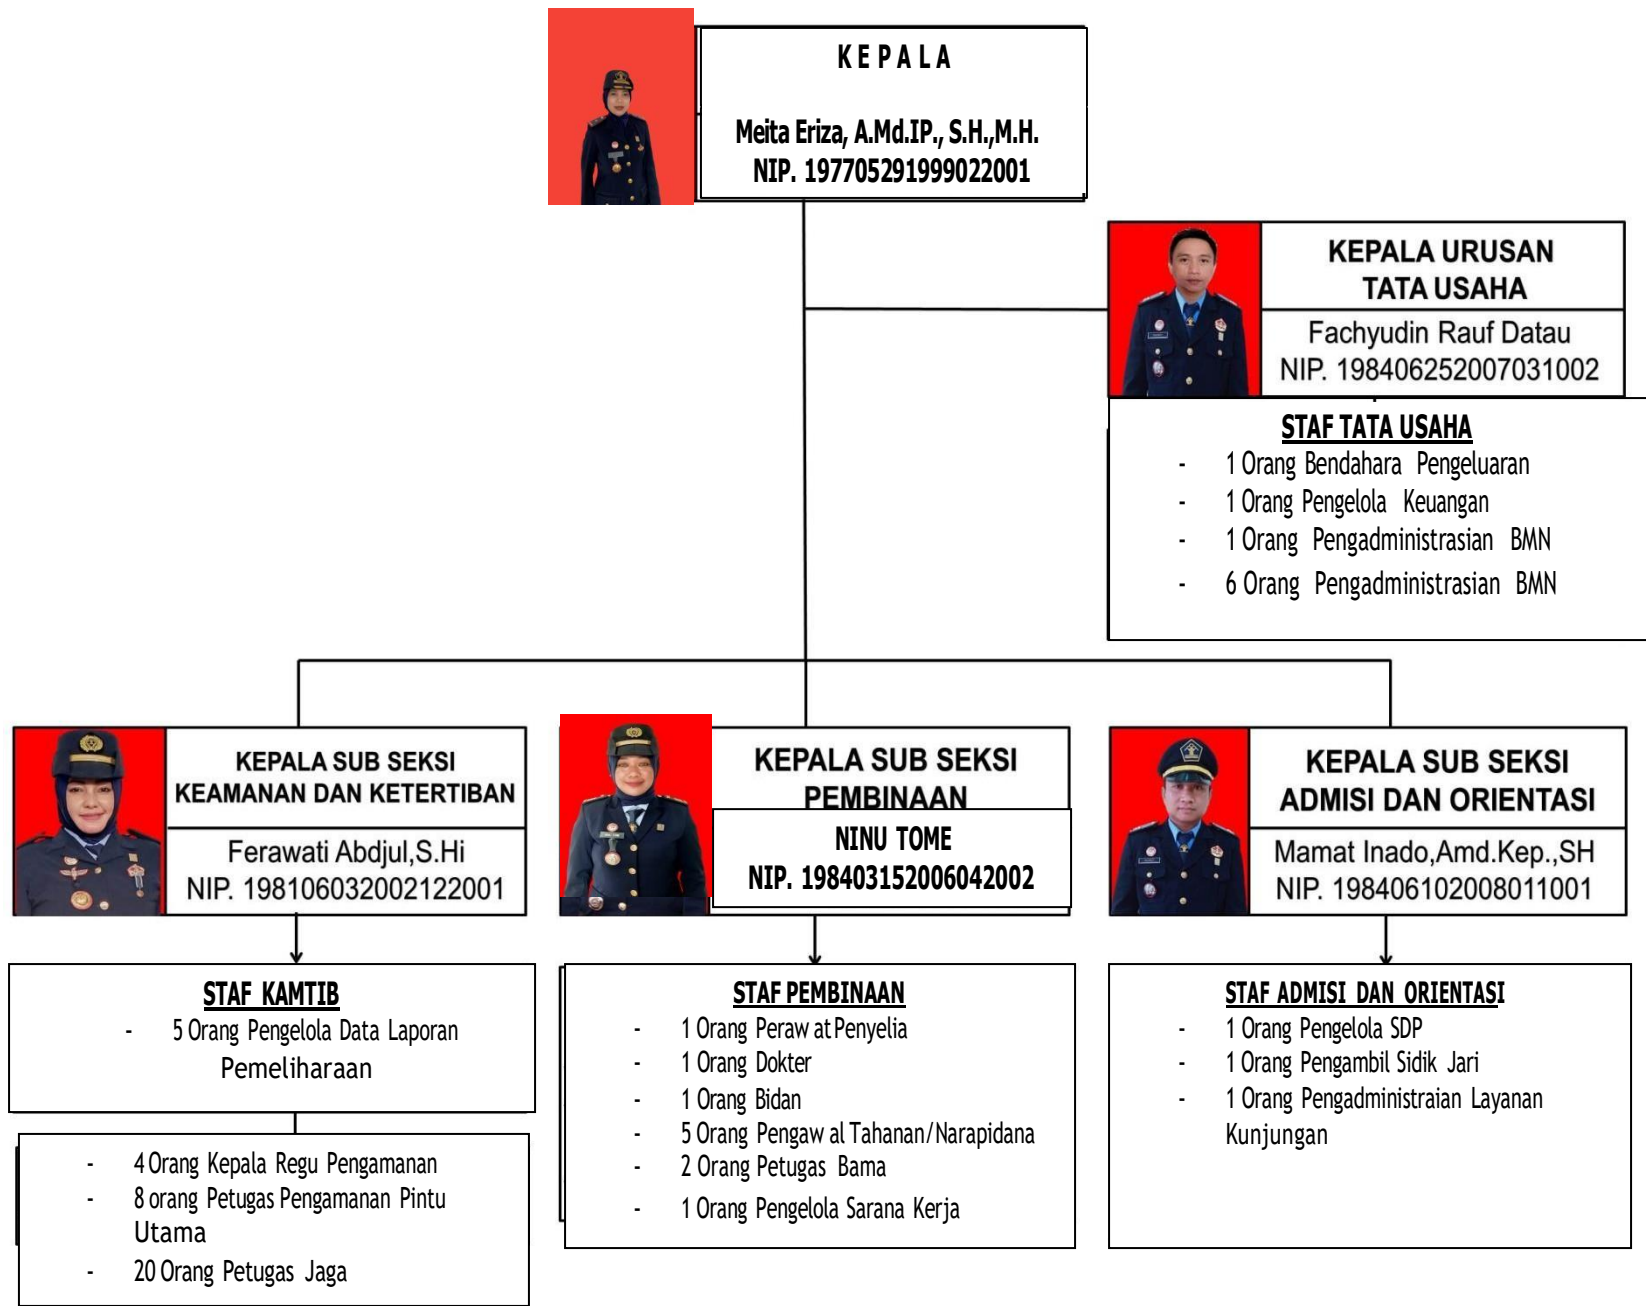 KEPALA
Meita Eriza, A.Md.IP., S.H.,M.H.
NIP. 197705291999022001
KEPALA URUSAN
TATA USAHA
Fachyudin Rauf Datau
NIP. 198406252007031002
STAF TATA USAHA
- 1 Orang Bendahara Pengeluaran
- 1 Orang Pengelola Keuangan
- 1 Orang Pengadministrasian BMN
- 6 Orang Pengadministrasian BMN
KEPALA SUB SEKSI
KEAMANAN DAN KETERTIBAN
Ferawati Abdjul,S.Hi
NIP. 198106032002122001
KEPALA SUB SEKSI
PEMBINAAN
NINU TOME
NIP. 198403152006042002
KEPALA SUB SEKSI
ADMISI DAN ORIENTASI
Mamat Inado,Amd.Kep.,SH
NIP. 198406102008011001
STAF KAMTIB
- 5 Orang Pengelola Data Laporan
Pemeliharaan
- 4 Orang Kepala Regu Pengamanan
- 8 orang Petugas Pengamanan Pintu
Utama
- 20 Orang Petugas Jaga
STAF PEMBINAAN
- 1 Orang Peraw at Penyelia
- 1 Orang Dokter
- 1 Orang Bidan
- 5 Orang Pengaw al Tahanan/Narapidana
- 2 Orang Petugas Bama
- 1 Orang Pengelola Sarana Kerja
STAF ADMISI DAN ORIENTASI
- 1 Orang Pengelola SDP
- 1 Orang Pengambil Sidik Jari
- 1 Orang Pengadministraian Layanan
Kunjungan